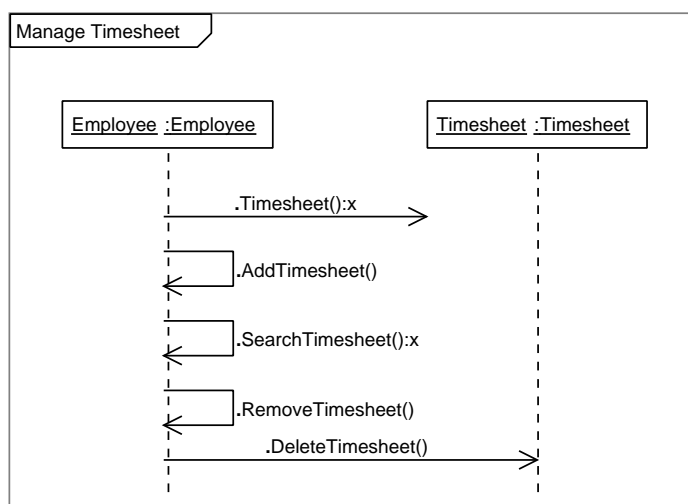 Manage Timesheet
Employee :Employee
Timesheet :Timesheet
.Timesheet():x
.AddTimesheet()
.SearchTimesheet():x
.RemoveTimesheet()
.DeleteTimesheet()